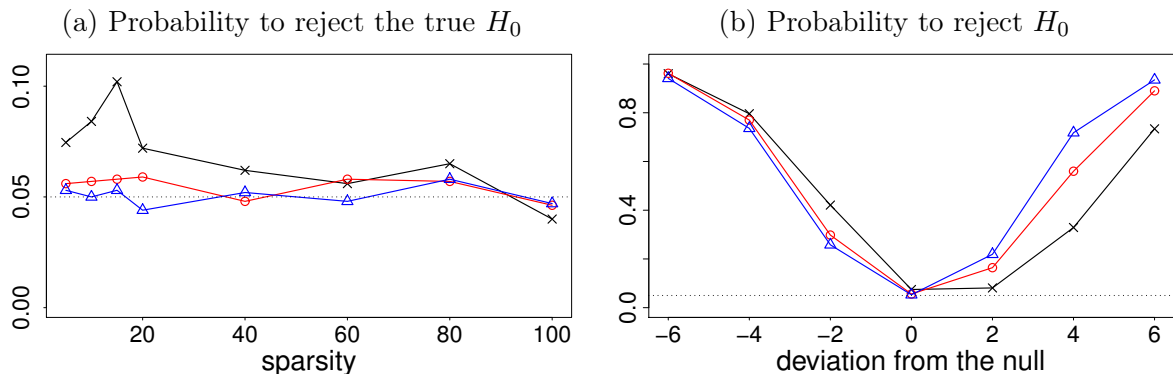 (a) Probability to reject the true H₀
0.10
0.05
0.00
20 40 60 80 100
sparsity
(b) Probability to reject H₀
0.8
0.4
0.0
−6 −4 −2 0 2 4 6
deviation from the null